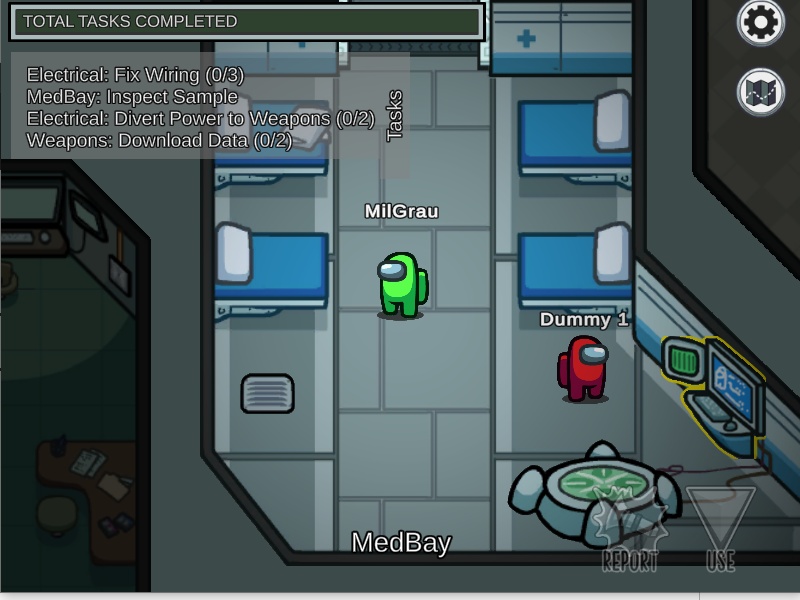 TOTAL TASKS COMPLETED
Electrical: Fix Wiring (0/3)
MedBay: Inspect Sample
Electrical: Divert Power to Weapons (0/2)
Weapons: Download Data (0/2)
Tasks
MilGrau
Dummy 1
MedBay
REPORT
USE